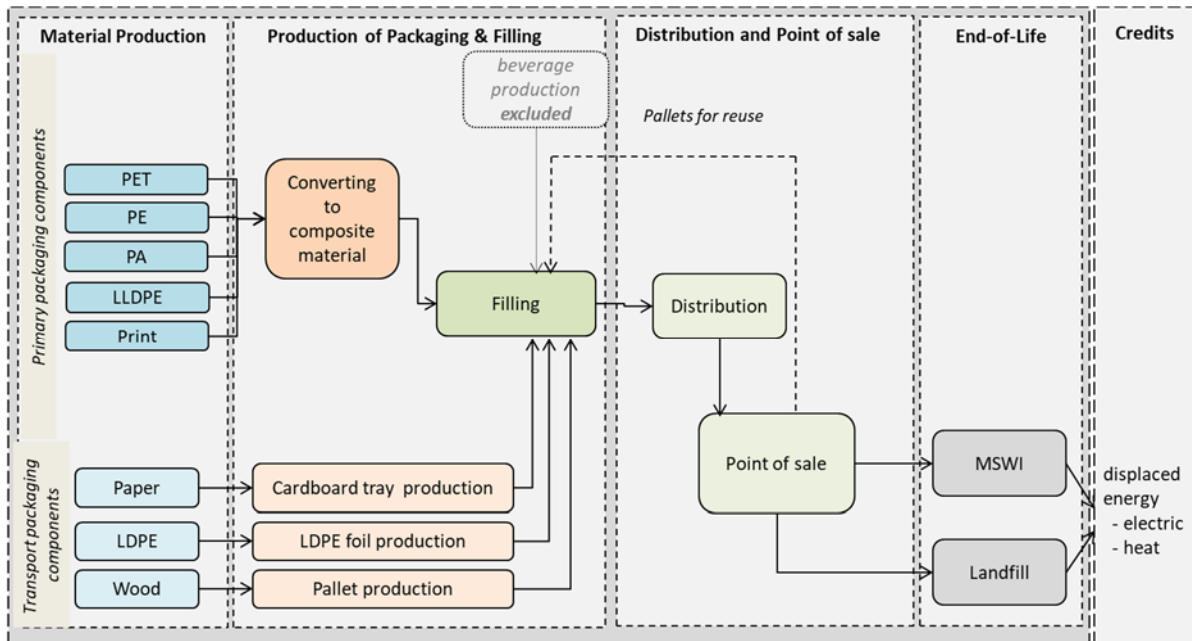 Material Production
Production of Packaging & Filling
Distribution and Point of sale
End-of-Life
Credits
beverage
production
excluded
Pallets for reuse
Primary packaging components
PET
PE
PA
LLDPE
Print
Converting
to
composite
material
Filling
Distribution
Point of sale
MSWI
Landfill
displaced
energy
- electric
- heat
Transport packaging
components
Paper
Cardboard tray production
LDPE
LDPE foil production
Wood
Pallet production